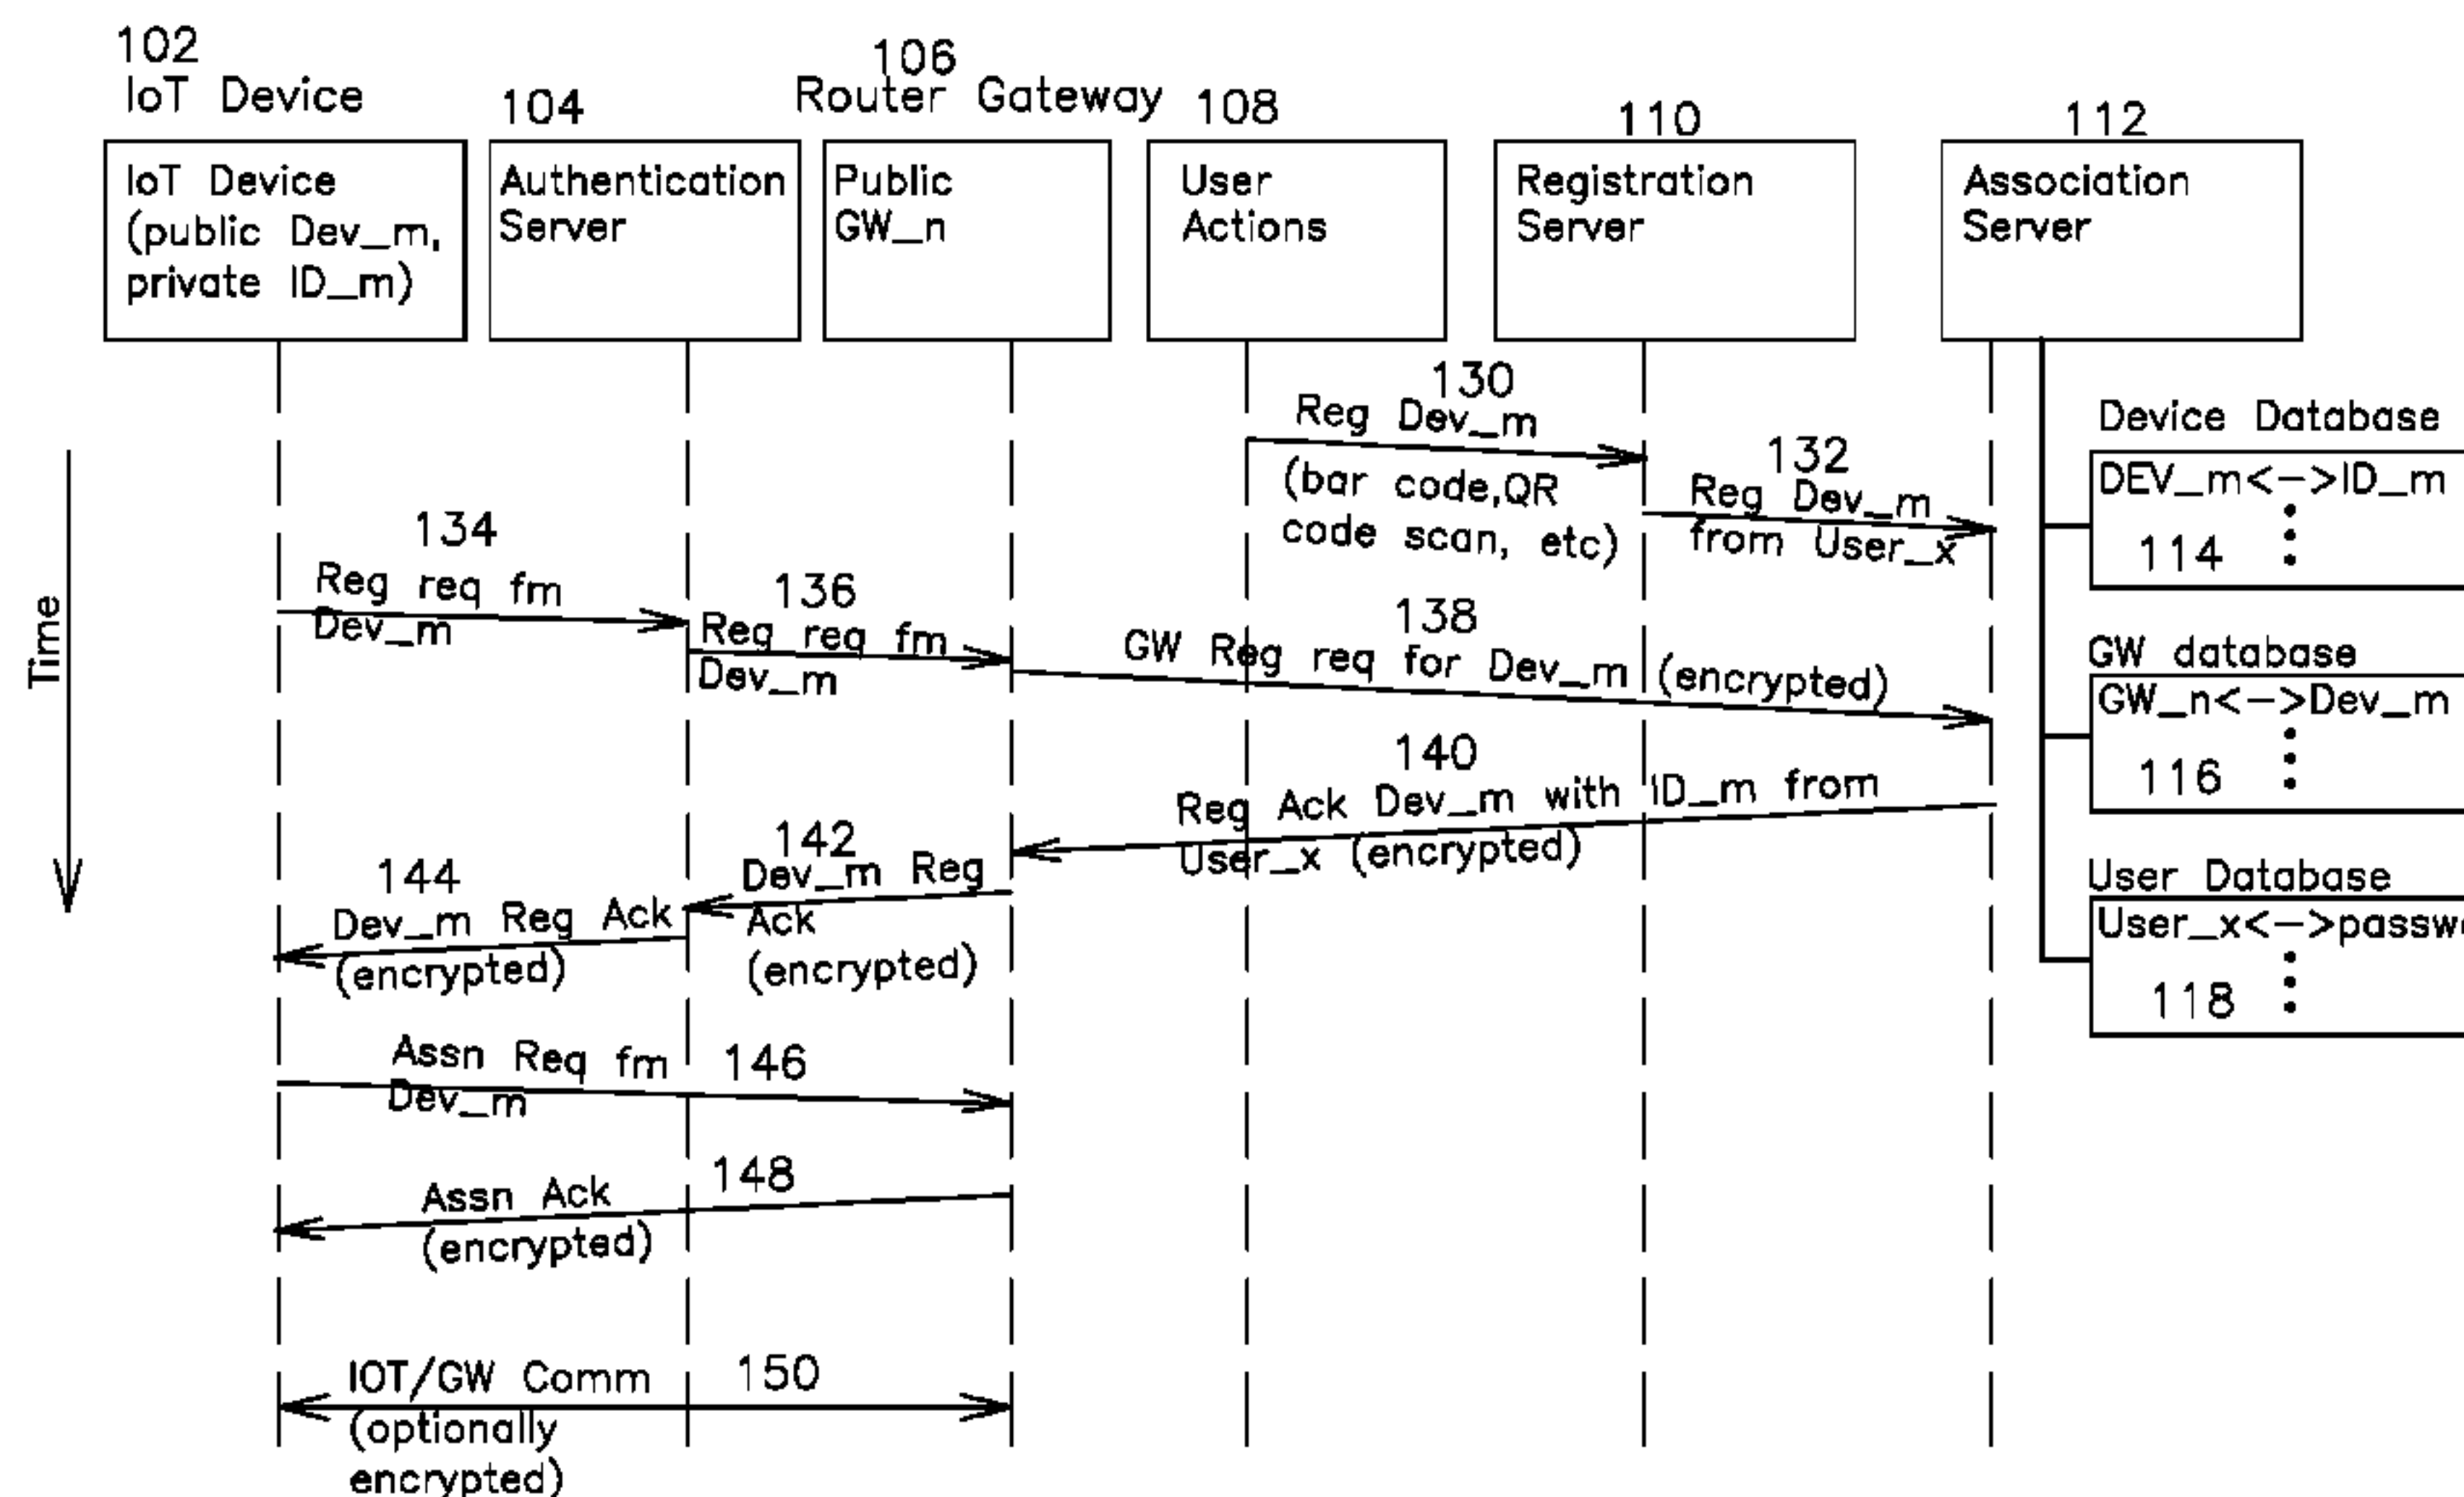 102
IoT Device
104
106
Router Gateway
108
110
112
IoT Device
(public Dev_m,
private ID_m)
Authentication
Server
Public
GW_n
User
Actions
Registration
Server
Association
Server
Time
130
Reg Dev_m
(bar code,QR
code scan, etc)
132
Reg Dev_m
from User_x
Device Database
DEV_m<->ID_m
114
134
Reg req fm
Dev_m
136
Reg req fm
Dev_m
138
GW Reg req for Dev_m (encrypted)
GW database
GW_n<->Dev_m
116
140
Reg Ack Dev_m with ID_m from
User_x (encrypted)
142
Dev_m Reg
Ack
(encrypted)
144
Dev_m Reg Ack
(encrypted)
User Database
User_x<->
118
Assn Req fm
Dev_m
146
148
Assn Ack
(encrypted)
IOT/GW Comm
150
(optionally
encrypted)